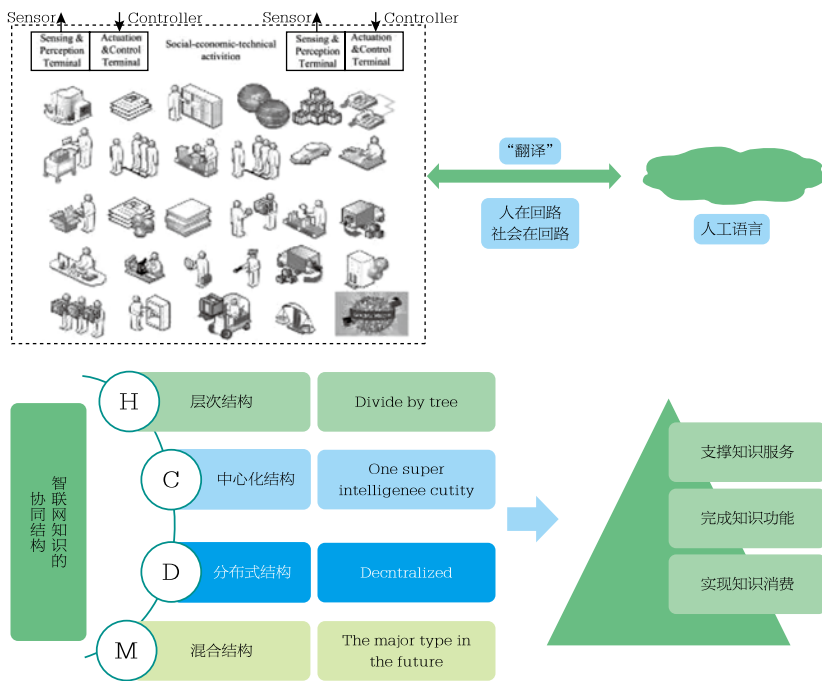 Sensor
Controller
Sensor
Controller
Sensing &
Perception
Terminal
Actuation
&Control
Terminal
Social-economic-technical
activition
Sensing &
Perception
Terminal
Actuation
&Control
Terminal
“翻译”
人在回路
社会在回路
人工语言
智联网知识的
协同结构
H
层次结构
Divide by tree
C
中心化结构
One super
intelligenee cutity
D
分布式结构
Decntralized
M
混合结构
The major type in
the future
支撑知识服务
完成知识功能
实现知识消费